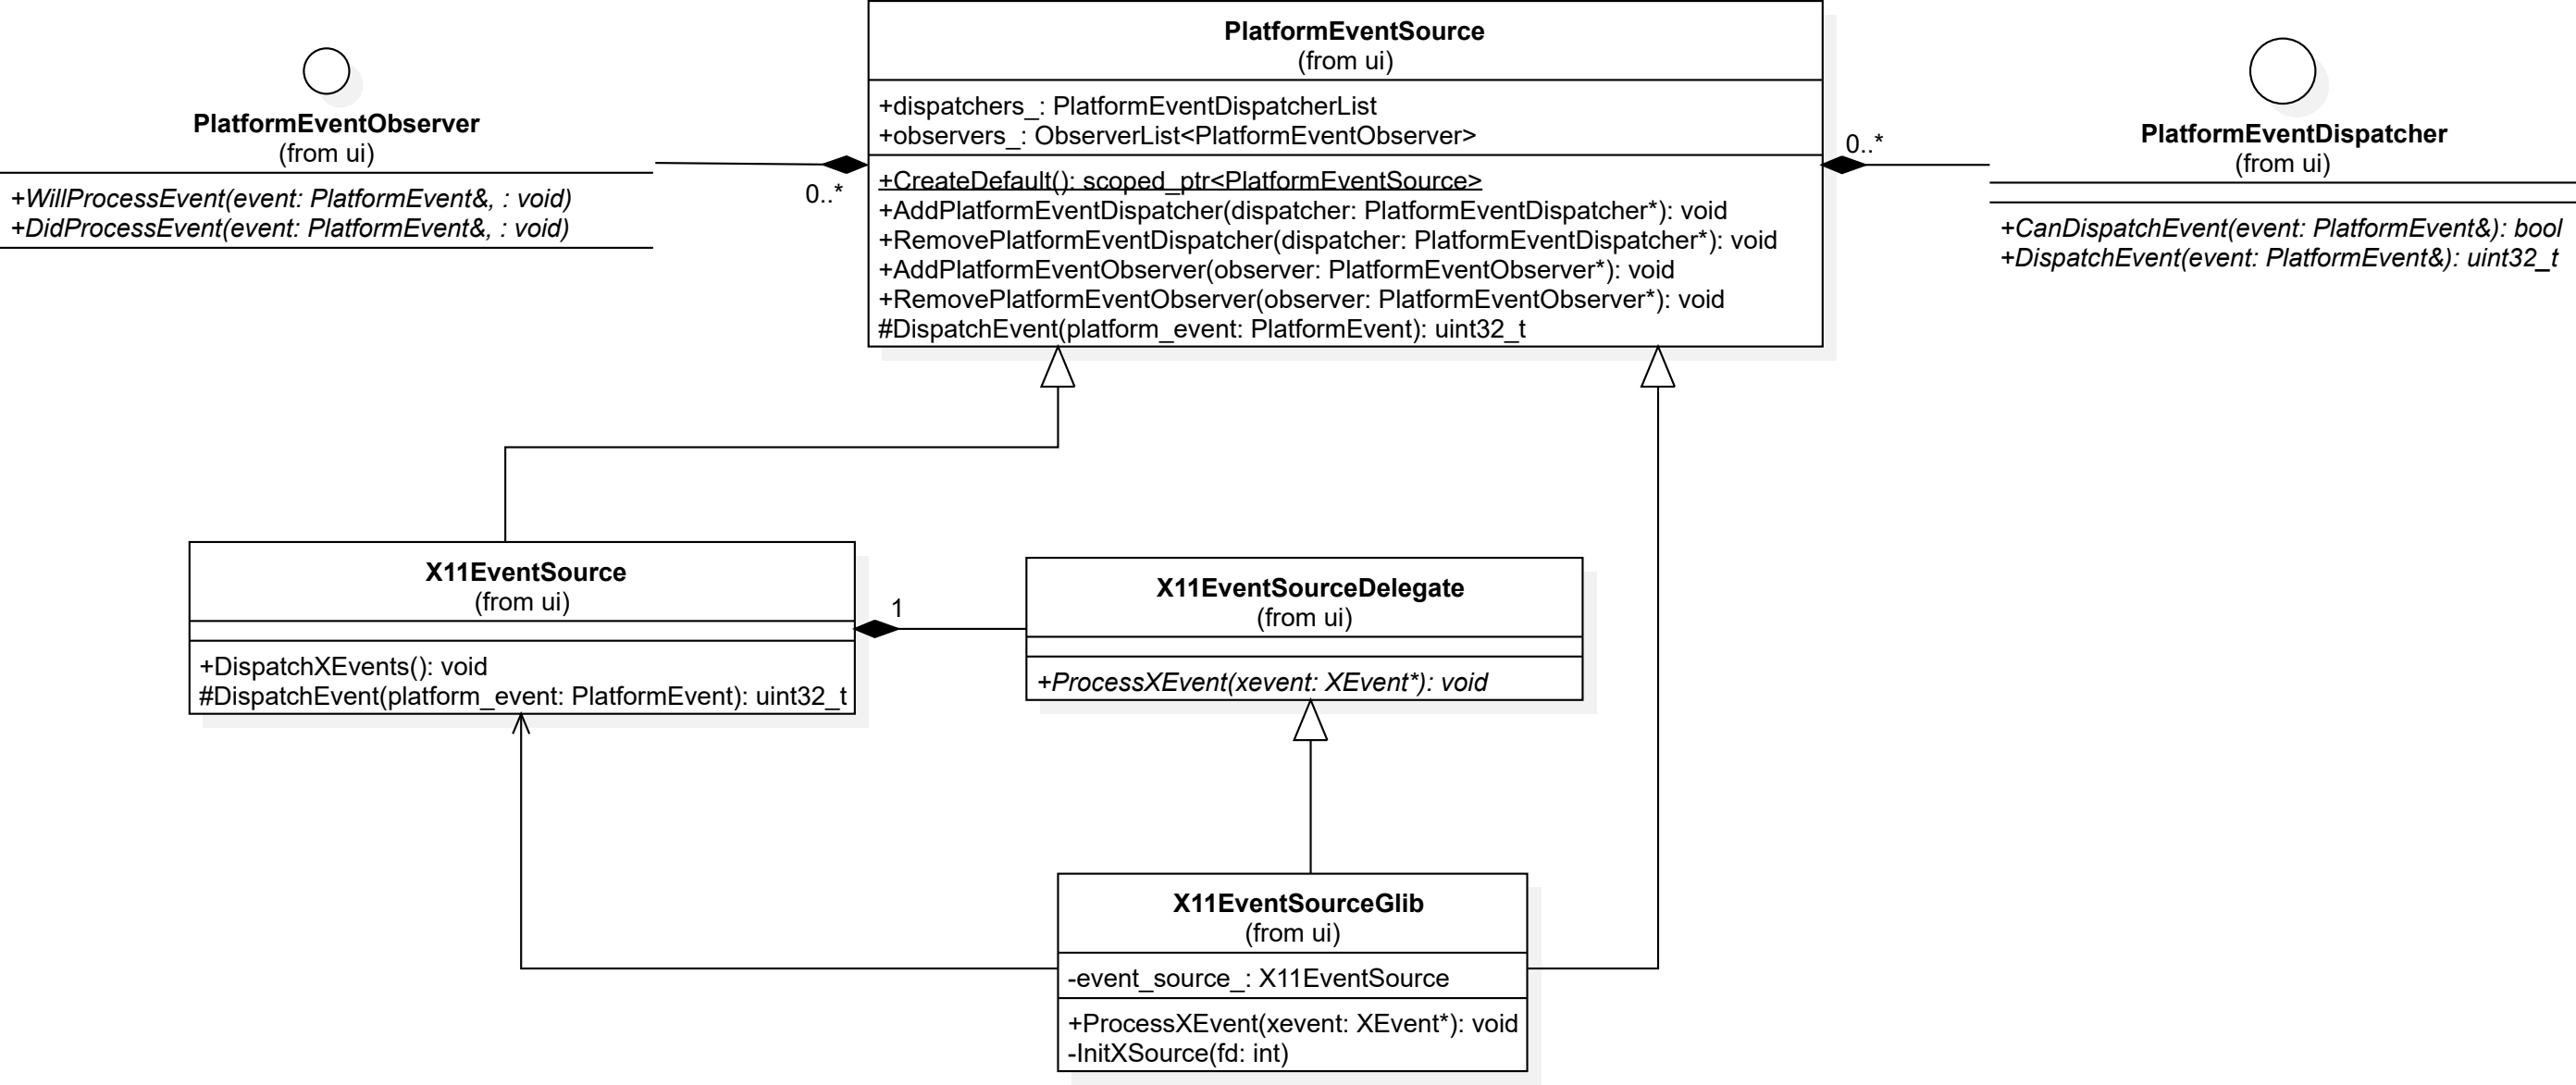 PlatformEventObserver
(from ui)
+WillProcessEvent(event: PlatformEvent&, : void)
+DidProcessEvent(event: PlatformEvent&, : void)
0..*
PlatformEventSource
(from ui)
+dispatchers_: PlatformEventDispatcherList
+observers_: ObserverList<PlatformEventObserver>
+CreateDefault(): scoped_ptr<PlatformEventSource>
+AddPlatformEventDispatcher(dispatcher: PlatformEventDispatcher*): void
+RemovePlatformEventDispatcher(dispatcher: PlatformEventDispatcher*): void
+AddPlatformEventObserver(observer: PlatformEventObserver*): void
+RemovePlatformEventObserver(observer: PlatformEventObserver*): void
#DispatchEvent(platform_event: PlatformEvent): uint32_t
0..*
PlatformEventDispatcher
(from ui)
+CanDispatchEvent(event: PlatformEvent&): bool
+DispatchEvent(event: PlatformEvent&): uint32_t
X11EventSource
(from ui)
+DispatchXEvents(): void
#DispatchEvent(platform_event: PlatformEvent): uint32_t
1
X11EventSourceDelegate
(from ui)
+ProcessXEvent(xevent: XEvent*): void
X11EventSourceGlib
(from ui)
-event_source_: X11EventSource
+ProcessXEvent(xevent: XEvent*): void
-InitXSource(fd: int)